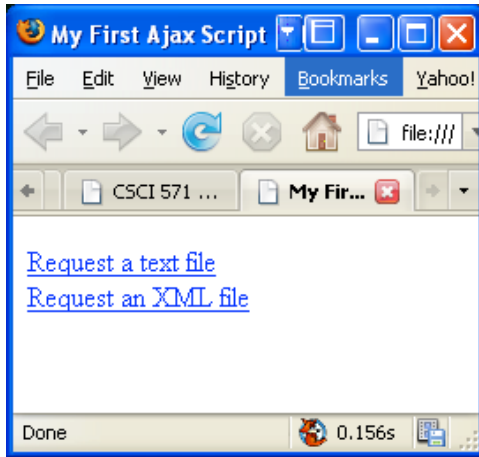 My First Ajax Script
File Edit View History Bookmarks Yahoo!
file:///
CSCI 571 ... My Fir...
Request a text file
Request an XML file
Done 0.156s